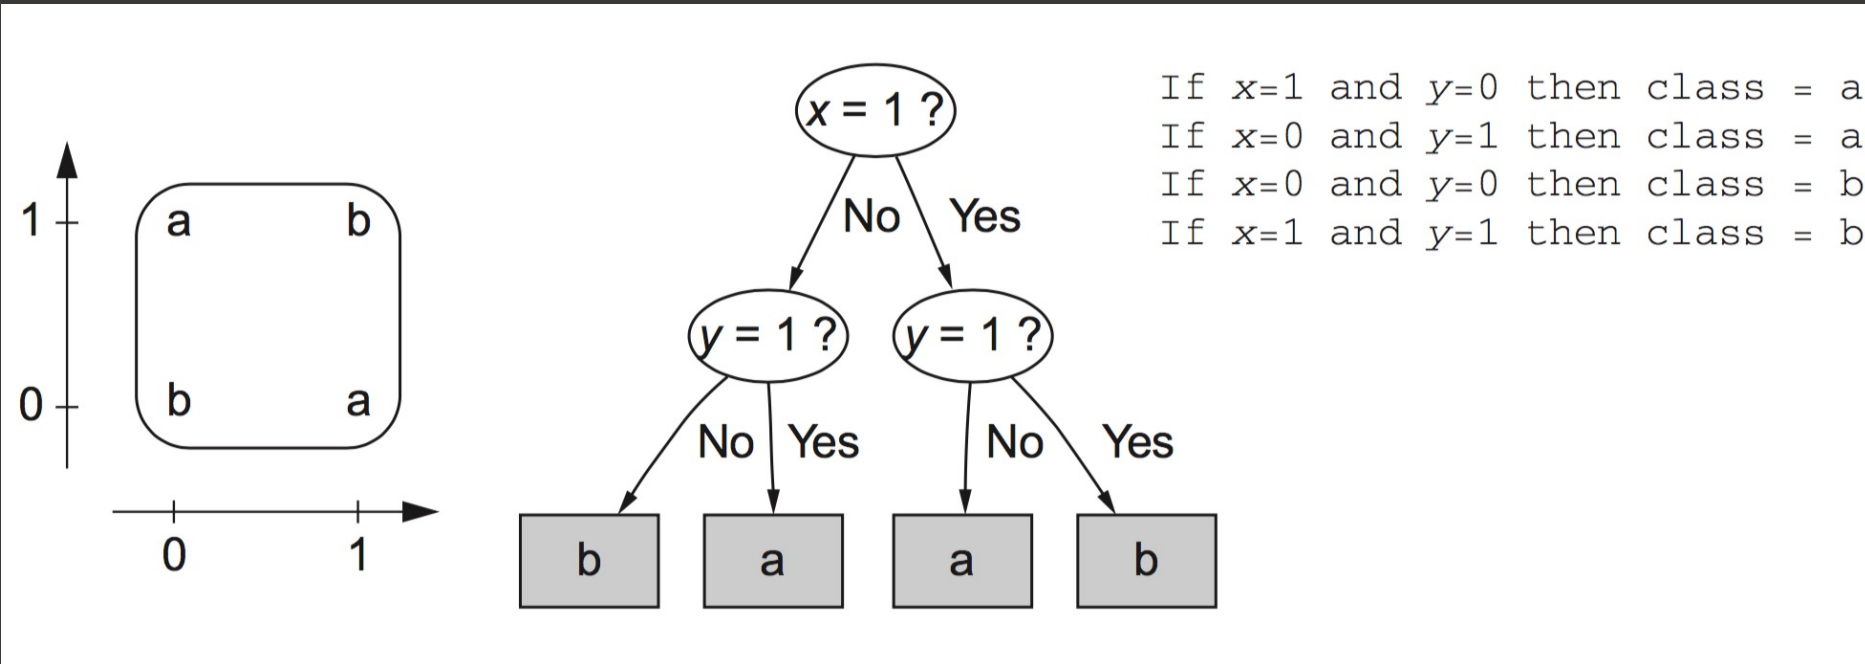 1
a b
0
b a
0 1
x = 1 ?
No Yes
y = 1 ? y = 1 ?
No Yes No Yes
b a a b
If x=1 and y=0 then class = a
If x=0 and y=1 then class = a
If x=0 and y=0 then class = b
If x=1 and y=1 then class = b